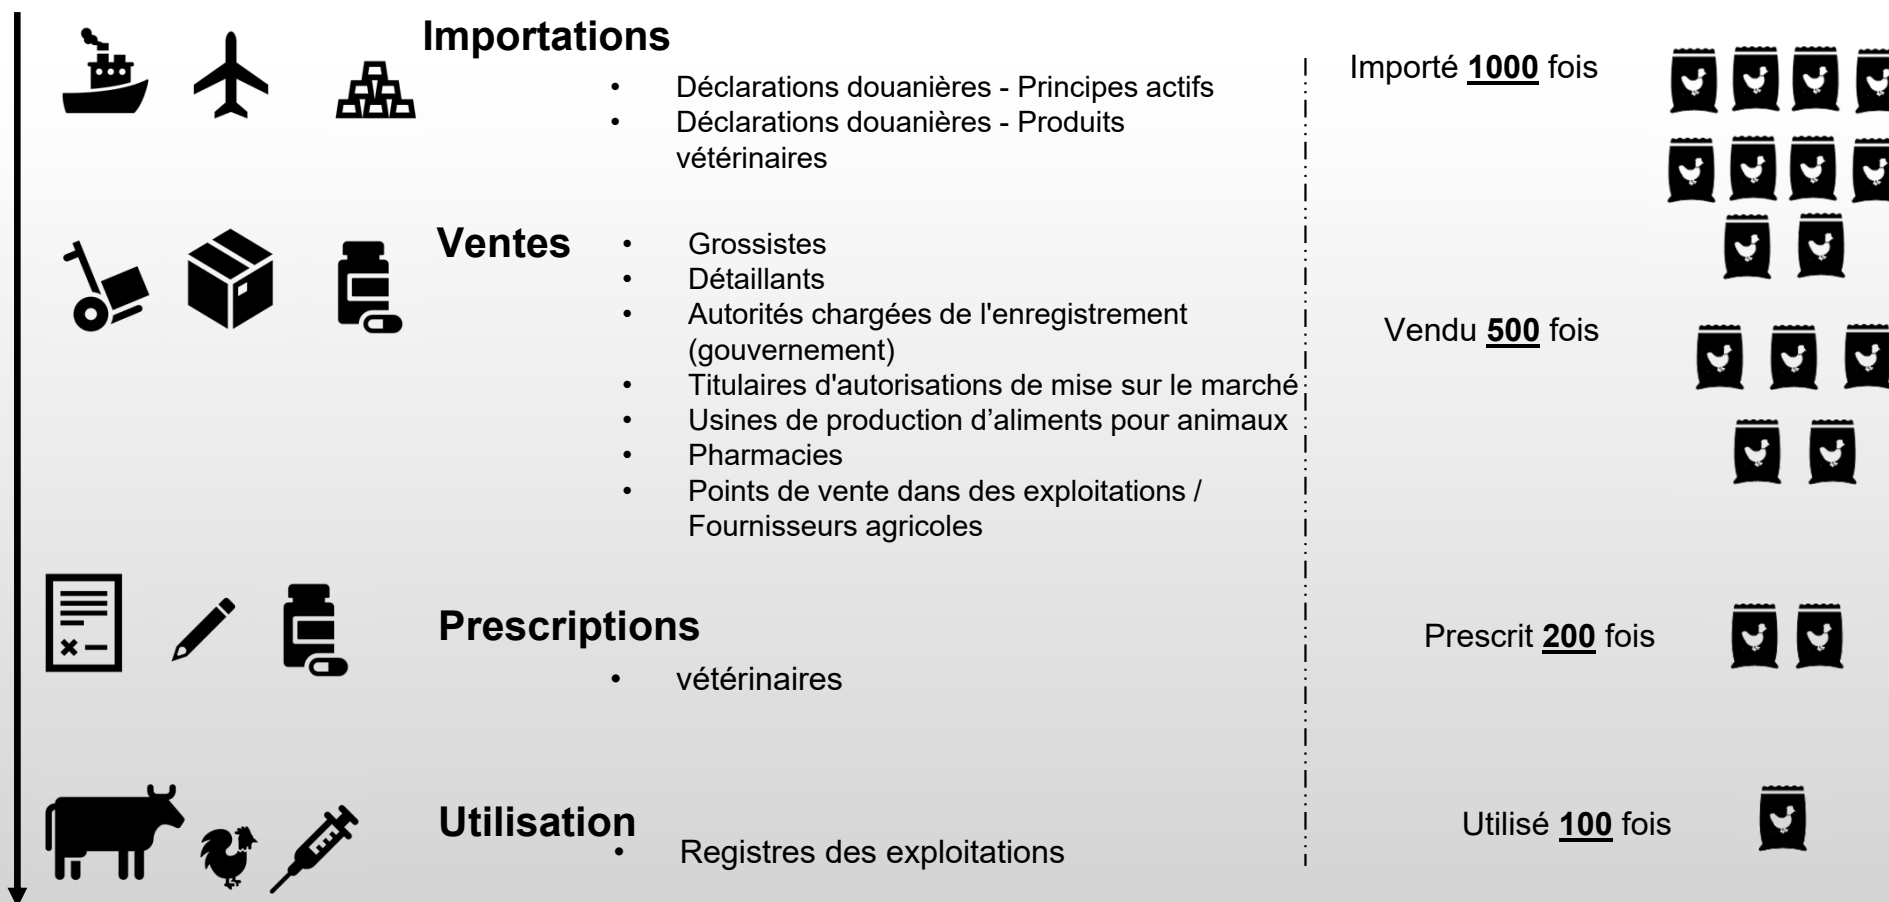 Importations
• Déclarations douanières - Principes actifs
• Déclarations douanières - Produits
vétérinaires
Importé 1000 fois
Ventes
• Grossistes
• Détaillants
• Autorités chargées de l'enregistrement
(gouvernement)
• Titulaires d'autorisations de mise sur le marché
• Usines de production d’aliments pour animaux
• Pharmacies
• Points de vente dans des exploitations /
Fournisseurs agricoles
Vendu 500 fois
Prescriptions
• vétérinaires
Prescrit 200 fois
Utilisation
• Registres des exploitations
Utilisé 100 fois